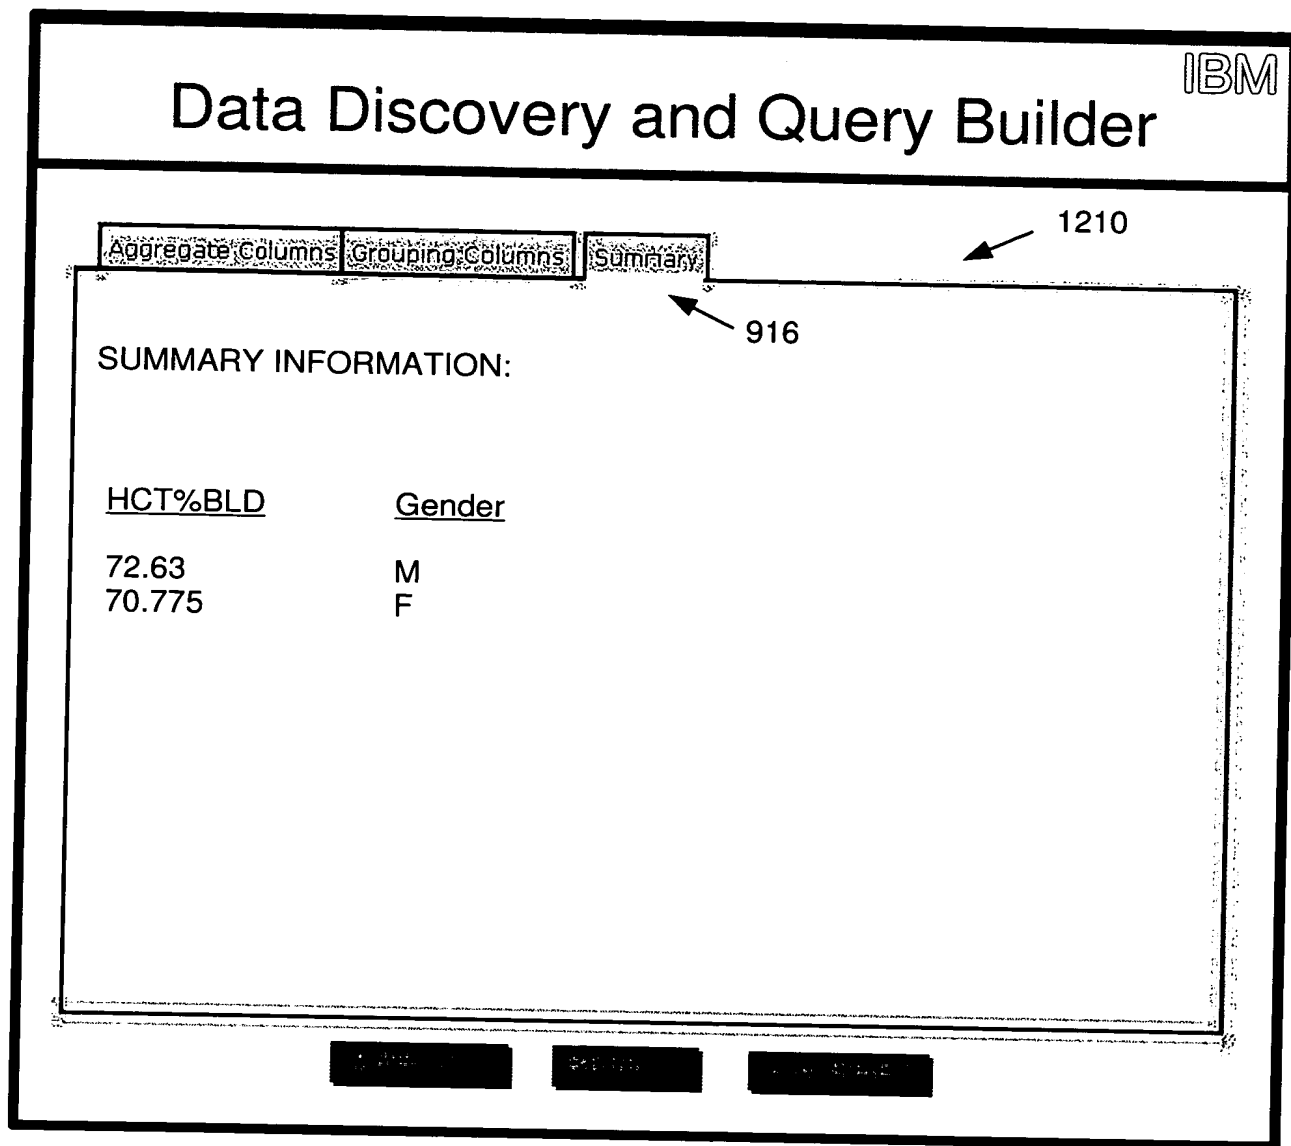 IBM
Data Discovery and Query Builder
1210
Aggregate Columns Grouping Columns Summary
916
SUMMARY INFORMATION:
HCT%BLD Gender
72.63 M
70.775 F